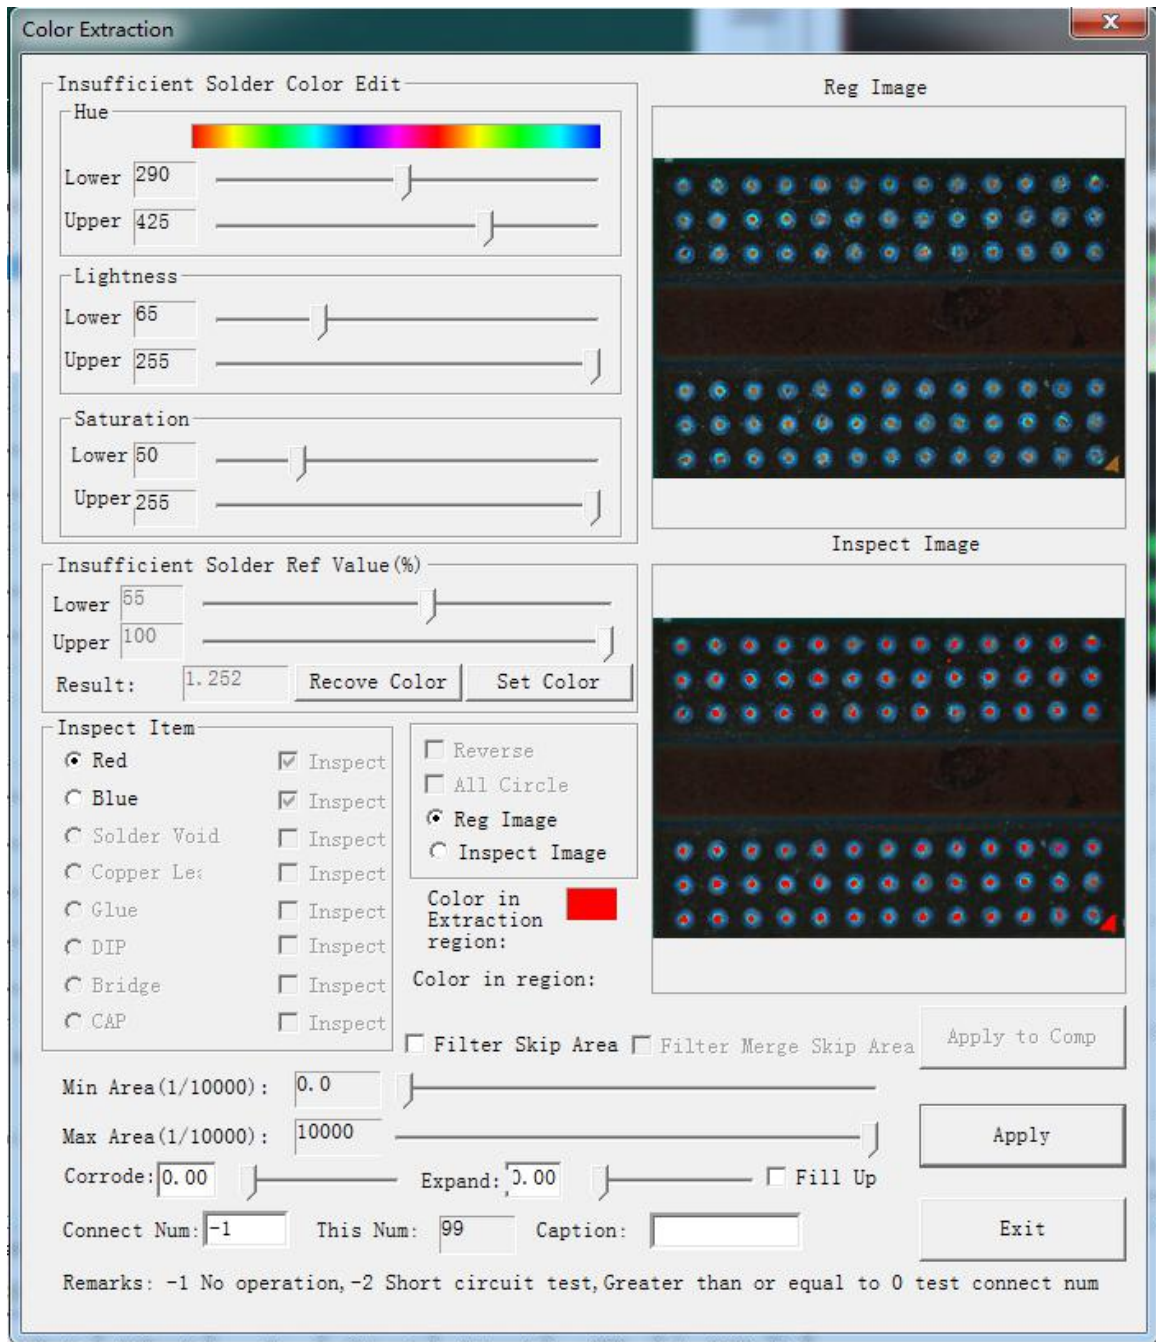 Color Extraction
X
Insufficient Solder Color Edit
Hue
Lower 290
Upper 425
Lightness
Lower 65
Upper 255
Saturation
Lower 50
Upper 255
Reg Image
Inspect Image
Insufficient Solder Ref Value(%)
Lower 55
Upper 100
Result: 1.252 Recove Color Set Color
Inspect Item
Red Inspect
Blue Inspect
Solder Void Inspect
Copper Lea Inspect
Glue Inspect
DIP Inspect
Bridge Inspect
CAP Inspect
Reverse
All Circle
Reg Image
Inspect Image
Color in
Extraction
region:
Color in region:
Filter Skip Area Filter Merge Skip Area
Apply to Comp
Min Area(1/10000): 0.0
Max Area(1/10000): 10000
Apply
Corrode: 0.00 Expand: 0.00 Fill Up
Connect Num: -1 This Num: 99 Caption:
Exit
Remarks: -1 No operation,-2 Short circuit test,Greater than or equal to 0 test connect num